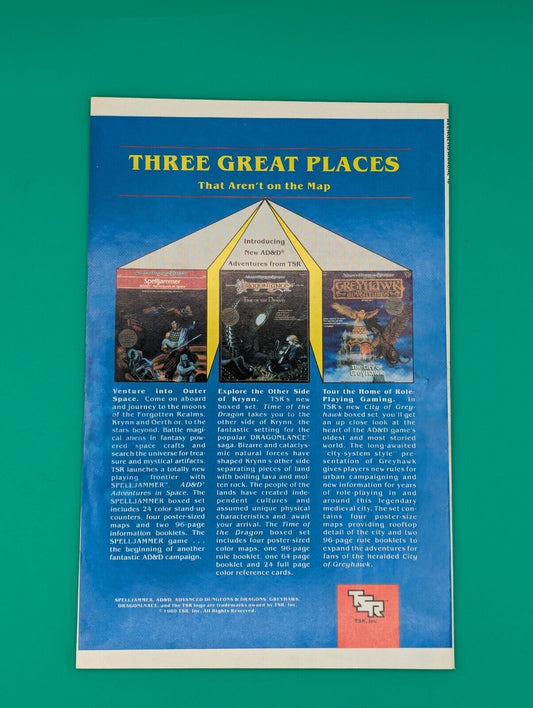 THREE GREAT PLACES
That Aren't on the Map
Introducing
New AD&D®
Adventures from TSR
Spelljammer
DRAGONLANCE
TIME OF THE DRAGON
GREYHAWK
ADVENTURES
The City of
Greyhawk
Venture into Outer
Space. Come on aboard
and journey to the moons
of the Forgotten Realms,
Krynn and Oerth or, to the
stars beyond. Battle magi-
cal aliens in fantasy pow-
ered space crafts and
search the universe for trea-
sure and mystical artifacts.
TSR launches a totally new
playing frontier with
SPELLJAMMER™, AD&D®
Adventures in Space. The
SPELLJAMMER boxed set
includes 24 color stand-up
counters, four poster-sized
maps and two 96-page
information booklets. The
SPELLJAMMER game . . .
the beginning of another
fantastic AD&D campaign.
Explore the Other Side
of Krynn. TSR's new
boxed set, Time of the
Dragon takes you to the
other side of Krynn, the
fantastic setting for the
popular DRAGONLANCE®
saga. Bizarre and cataclys-
mic natural forces have
shaped Krynn's other side
separating pieces of land
with boiling lava and mol-
ten rock. The people of the
lands have created inde-
pendent cultures and
assumed unique physical
characteristics and await
your arrival. The Time of
the Dragon boxed set
includes four poster-sized
color maps, one 96-page
rule booklet, one 64-page
booklet and 24 full page
color reference cards.
Tour the Home of Role-
Playing Gaming. In
TSR's new City of Grey-
hawk boxed set, you'll get
an up close look at the
heart of the AD&D game's
oldest and most storied
world. The long-awaited
"city-system style" pre-
sentation of Greyhawk
gives players new rules for
urban campaigning and
new information for years
of role-playing in and
around this legendary
medieval city. The set con-
tains four poster-size
maps providing rooftop
detail of the city and two
96-page rule booklets to
expand the adventures for
fans of the heralded City
of Greyhawk.
SPELLJAMMER, AD&D, ADVANCED DUNGEONS & DRAGONS, GREYHAWK,
DRAGONLANCE, and the TSR logo are trademarks owned by TSR, Inc.
©1989 TSR, Inc. All Rights Reserved.
TSR
TSR, Inc.